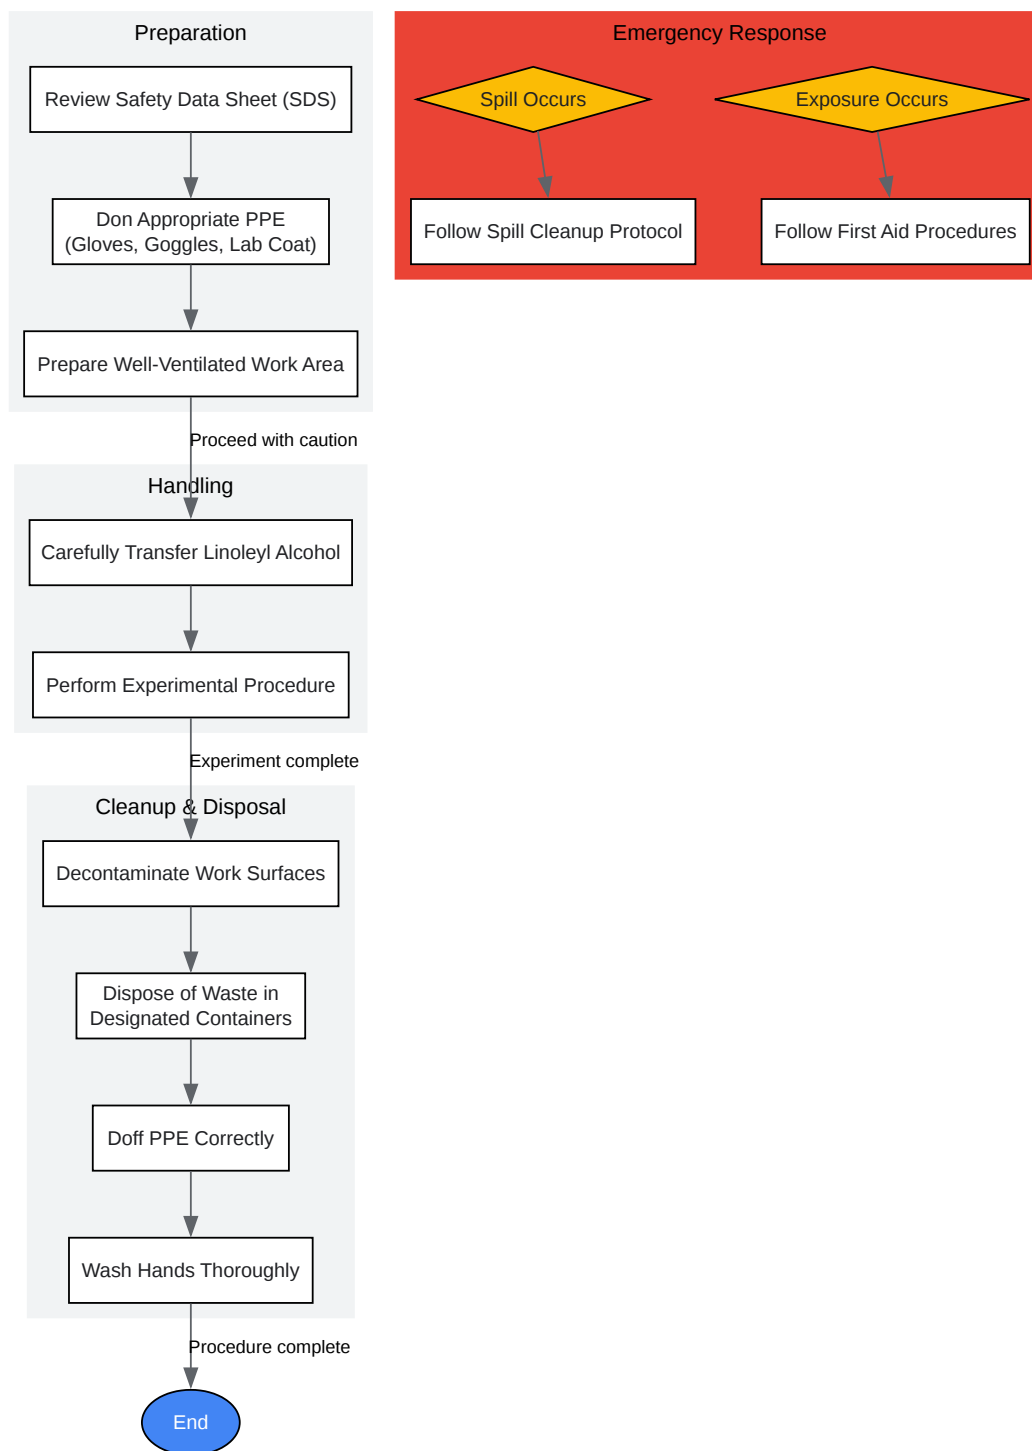 Preparation
Review Safety Data Sheet (SDS)
Don Appropriate PPE
(Gloves, Goggles, Lab Coat)
Prepare Well-Ventilated Work Area
Proceed with caution
Handling
Carefully Transfer Linoleyl Alcohol
Perform Experimental Procedure
Experiment complete
Cleanup & Disposal
Decontaminate Work Surfaces
Dispose of Waste in
Designated Containers
Doff PPE Correctly
Wash Hands Thoroughly
Procedure complete
End
Emergency Response
Spill Occurs
Follow Spill Cleanup Protocol
Exposure Occurs
Follow First Aid Procedures